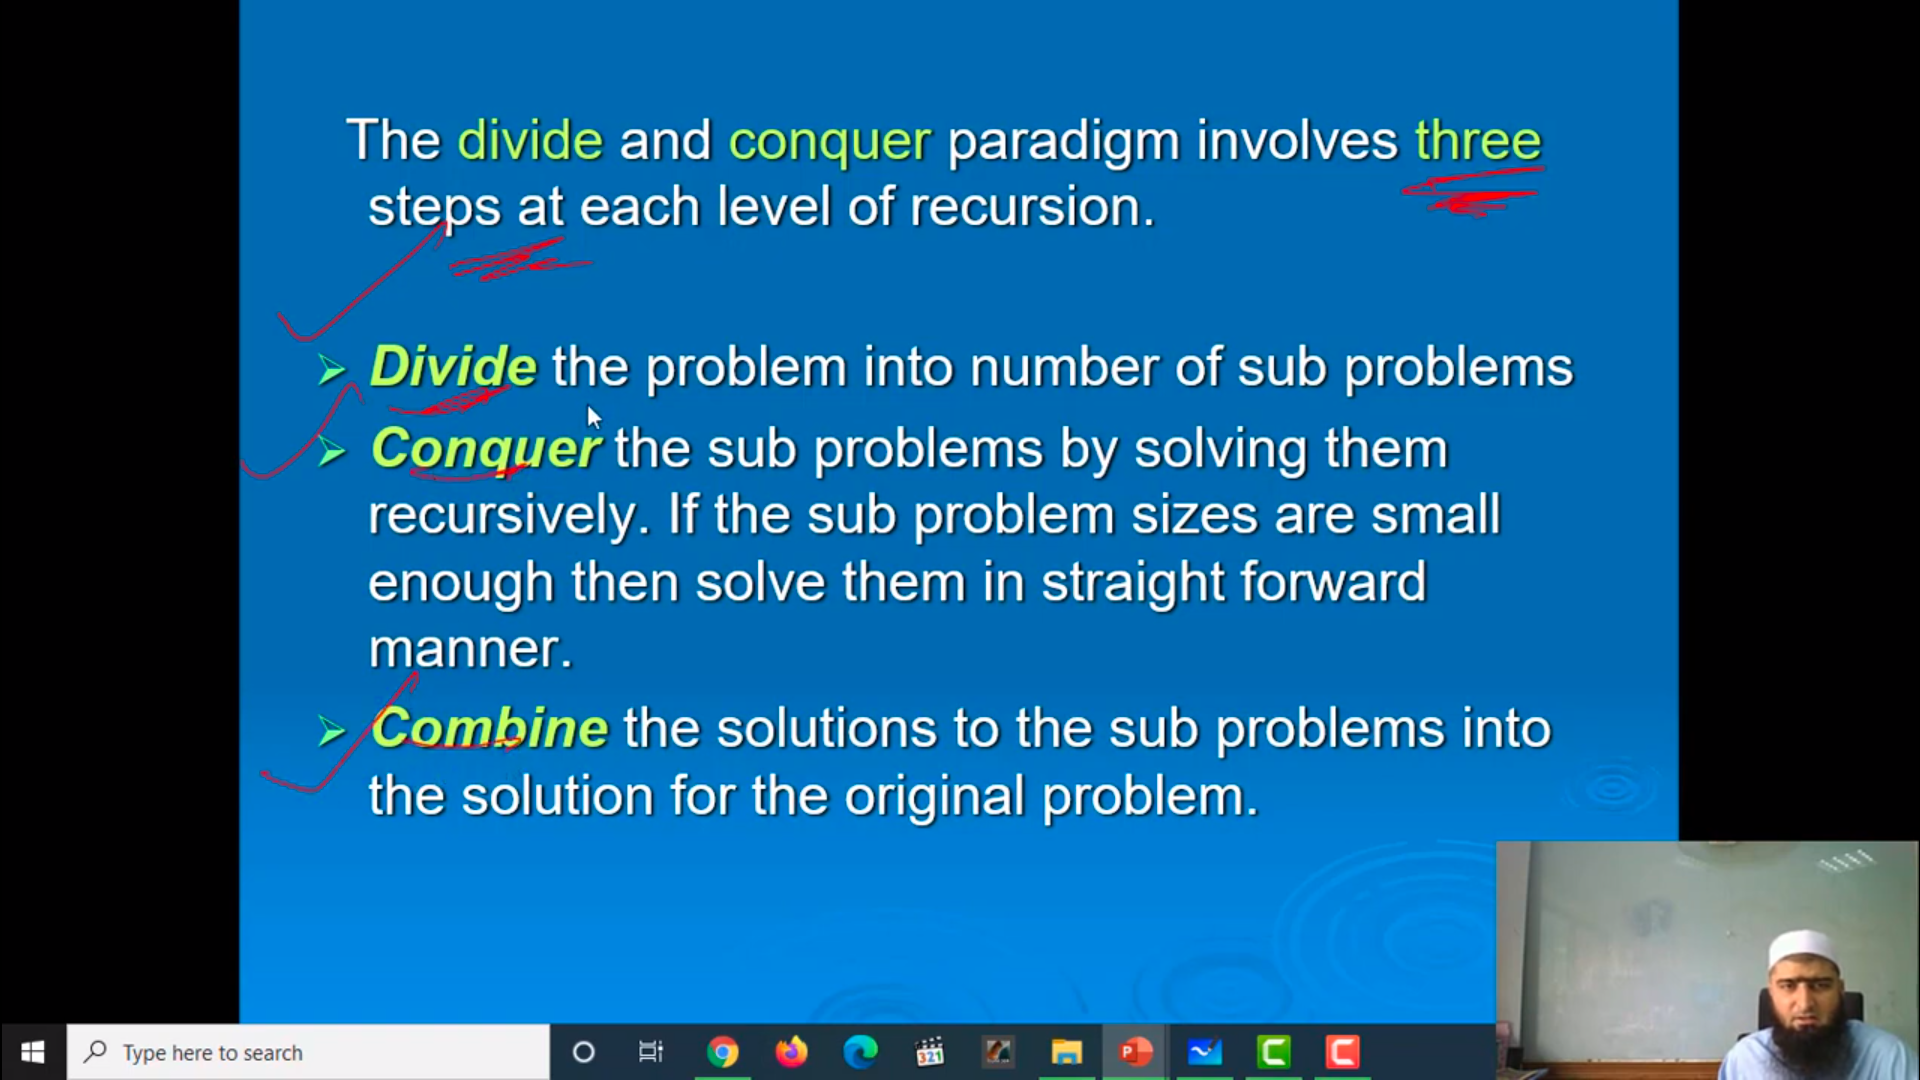 The divide and conquer paradigm involves three
steps at each level of recursion.
Divide the problem into number of sub problems
Conquer the sub problems by solving them
recursively. If the sub problem sizes are small
enough then solve them in straight forward
manner.
Combine the solutions to the sub problems into
the solution for the original problem.
Type here to search
321